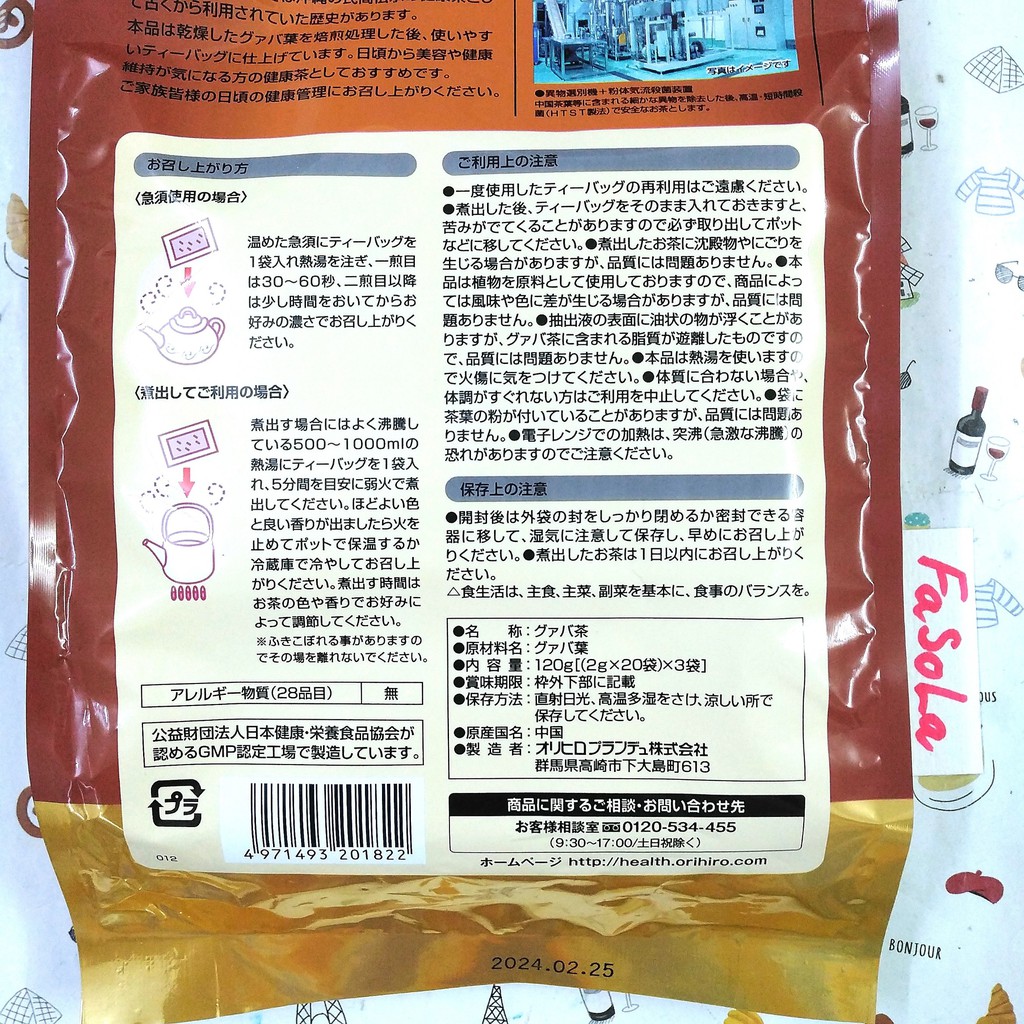 て古くから利用されていた歴史があります。
本品は乾燥したグァバ葉を焙煎処理した後、使いやす
いティーバッグに仕上げています。日頃から美容や健康
維持が気になる方の健康茶としておすすめです。
ご家族皆様の日頃の健康管理にお召し上がりください。
写真はイメージです
●異物選別機＋粉体気流殺菌装置
中国茶葉等に含まれる細かな異物を除去した後、高温・短時間殺
菌(HTST製法)で安全なお茶とします。
お召し上がり方
〈急須使用の場合〉
温めた急須にティーバッグを
1袋入れ熱湯を注ぎ、一煎目
は30〜60秒、二煎目以降
は少し時間をおいてからお
好みの濃さでお召し上がりく
ださい。
〈煮出してご利用の場合〉
煮出す場合にはよく沸騰し
ている500〜1000mlの
熱湯にティーバッグを1袋入
れ、5分間を目安に弱火で煮
出してください。ほどよい色
と良い香りが出ましたら火を
止めてポットで保温するか
冷蔵庫で冷やしてお召し上
がりください。煮出す時間は
お茶の色や香りでお好みに
よって調節してください。
※ふきこぼれる事がありますの
でその場を離れないでください。
アレルギー物質(28品目) 無
公益財団法人日本健康・栄養食品協会が
認めるGMP認定工場で製造しています。
プラ
012
4 971493 201822
ご利用上の注意
●一度使用したティーバッグの再利用はご遠慮ください。
●煮出した後、ティーバッグをそのまま入れておきますと、
苦みがでてくることがありますので必ず取り出してポット
などに移してください。●煮出したお茶に沈殿物やにごりを
生じる場合がありますが、品質には問題ありません。●本
品は植物を原料として使用しておりますので、商品によっ
ては風味や色に差が生じる場合がありますが、品質には問
題ありません。●抽出液の表面に油状の物が浮くことがあ
りますが、グァバ茶に含まれる脂質が遊離したものですの
で、品質には問題ありません。●本品は熱湯を使いますの
で火傷に気をつけてください。●体質に合わない場合や、
体調がすぐれない方はご利用を中止してください。●袋に
茶葉の粉が付いていることがありますが、品質には問題あ
りません。●電子レンジでの加熱は、突沸(急激な沸騰)の
恐れがありますのでご注意ください。
保存上の注意
●開封後は外袋の封をしっかり閉めるか密封できる容
器に移して、湿気に注意して保存し、早めにお召し上が
りください。●煮出したお茶は1日以内にお召し上がりく
ださい。
△食生活は、主食、主菜、副菜を基本に、食事のバランスを。
●名 称：グァバ茶
●原材料名：グァバ葉
●内 容 量：120g[(2g×20袋)×3袋]
●賞味期限：枠外下部に記載
●保存方法：直射日光、高温多湿をさけ、涼しい所で
保存してください。
●原産国名：中国
●製 造 者：オリヒロプランデュ株式会社
群馬県高崎市下大島町613
商品に関するご相談・お問い合わせ先
お客様相談室 0120-534-455
(9:30〜17:00/土日祝除く)
ホームページ http://health.orihiro.com
2024.02.25
FaSoLa
BONJOUR